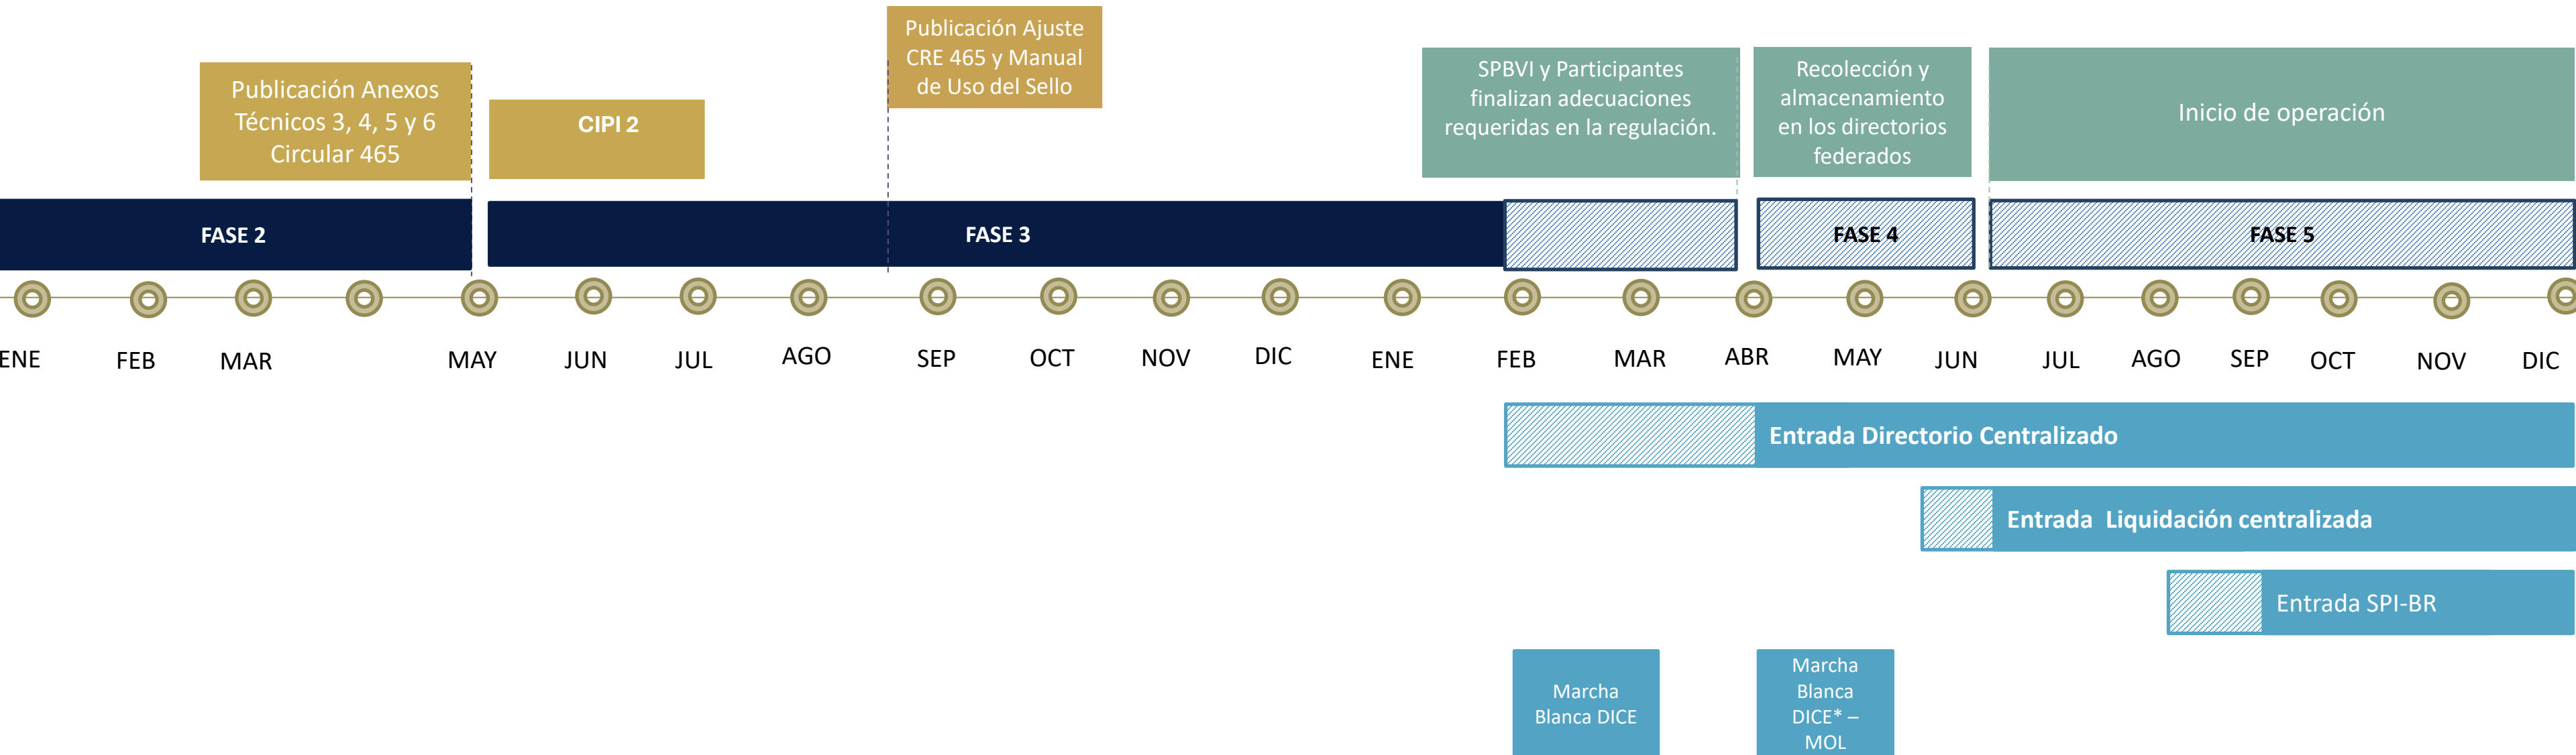 Publicación Anexos
Técnicos 3, 4, 5 y 6
Circular 465
CIPI 2
Publicación Ajuste
CRE 465 y Manual
de Uso del Sello
SPBVI y Participantes
finalizan adecuaciones
requeridas en la regulación.
Recolección y
almacenamiento
en los directorios
federados
Inicio de operación
FASE 2
FASE 3
FASE 4
FASE 5
ENE FEB MAR MAY JUN JUL AGO SEP OCT NOV DIC ENE FEB MAR ABR MAY JUN JUL AGO SEP OCT NOV DIC
Entrada Directorio Centralizado
Entrada Liquidación centralizada
Entrada SPI-BR
Marcha
Blanca DICE
Marcha
Blanca
DICE* –
MOL